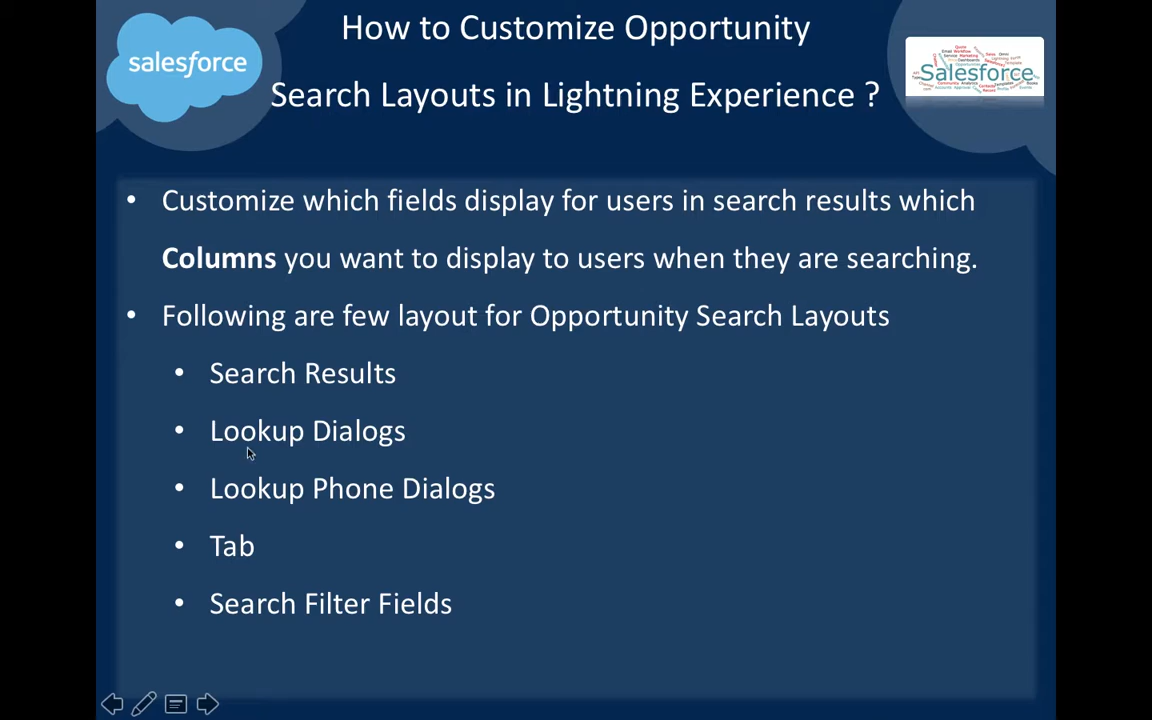 How to Customize Opportunity
Search Layouts in Lightning Experience ?
salesforce
Salesforce
• Customize which fields display for users in search results which
Columns you want to display to users when they are searching.
• Following are few layout for Opportunity Search Layouts
• Search Results
• Lookup Dialogs
• Lookup Phone Dialogs
• Tab
• Search Filter Fields